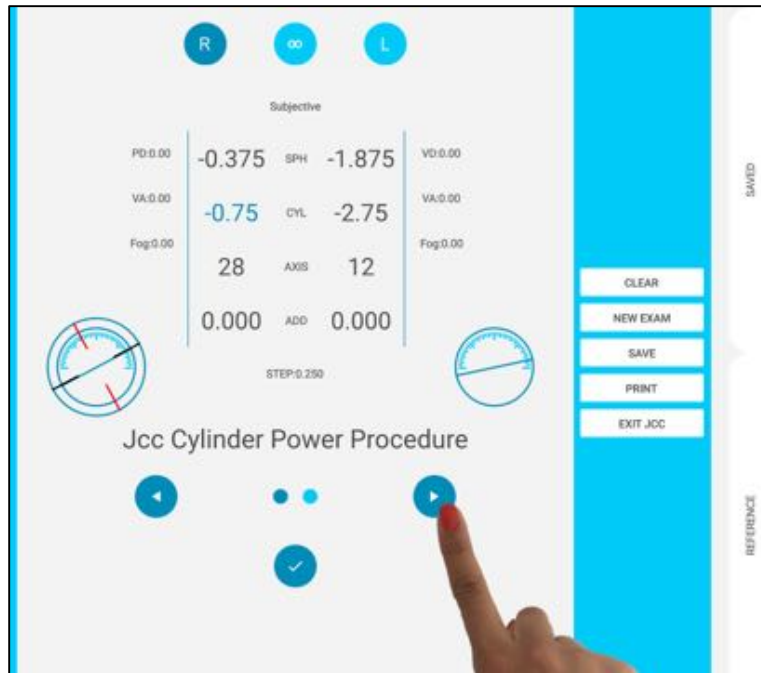 R ∞ L
Subjective
PD:0.00 -0.375 SPH -1.875 VD:0.00
VA:0.00 -0.75 CYL -2.75 VA:0.00
Fog:0.00 Fog:0.00
28 AXIS 12
0.000 ADD 0.000
STEP:0.250
Jcc Cylinder Power Procedure
CLEAR
NEW EXAM
SAVE
PRINT
EXIT JCC
SAVED
REFERENCE